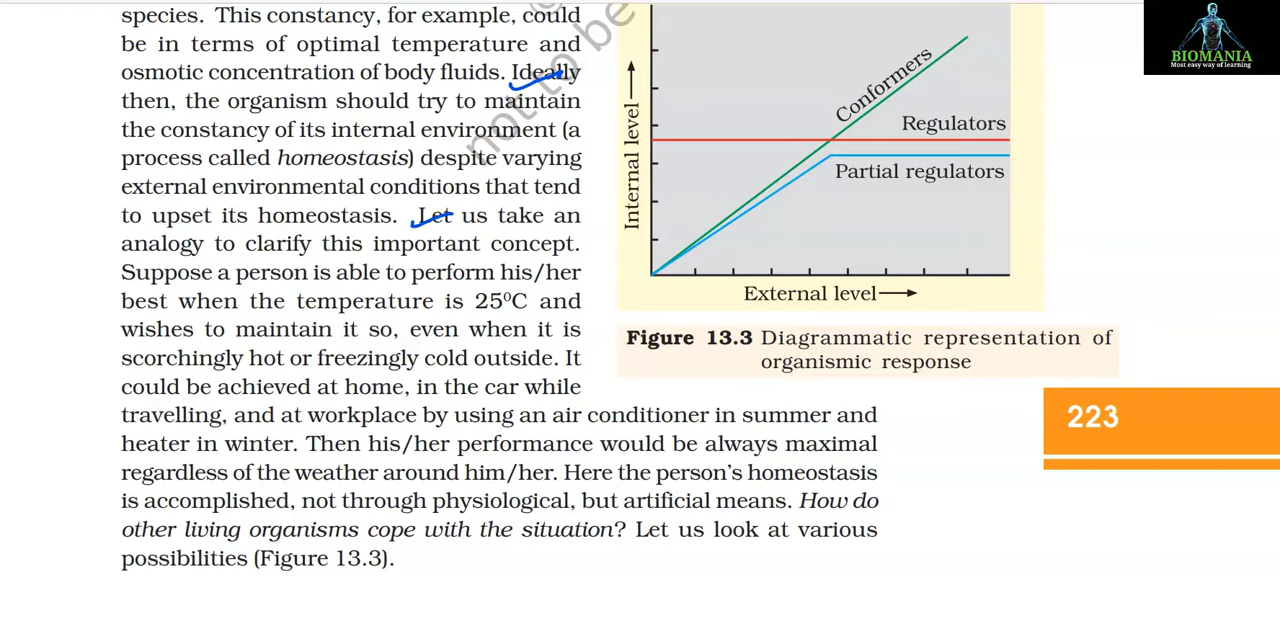 species. This constancy, for example, could
be in terms of optimal temperature and
osmotic concentration of body fluids. Ideally
then, the organism should try to maintain
the constancy of its internal environment (a
process called homeostasis) despite varying
external environmental conditions that tend
to upset its homeostasis. Let us take an
analogy to clarify this important concept.
Suppose a person is able to perform his/her
best when the temperature is 25⁰C and
wishes to maintain it so, even when it is
scorchingly hot or freezingly cold outside. It
could be achieved at home, in the car while
travelling, and at workplace by using an air conditioner in summer and
heater in winter. Then his/her performance would be always maximal
regardless of the weather around him/her. Here the person's homeostasis
is accomplished, not through physiological, but artificial means. How do
other living organisms cope with the situation? Let us look at various
possibilities (Figure 13.3).
not to be
Internal level
Conformers
Regulators
Partial regulators
External level
Figure 13.3 Diagrammatic representation of
organismic response
223
BIOMANIA
Most easy way of learning